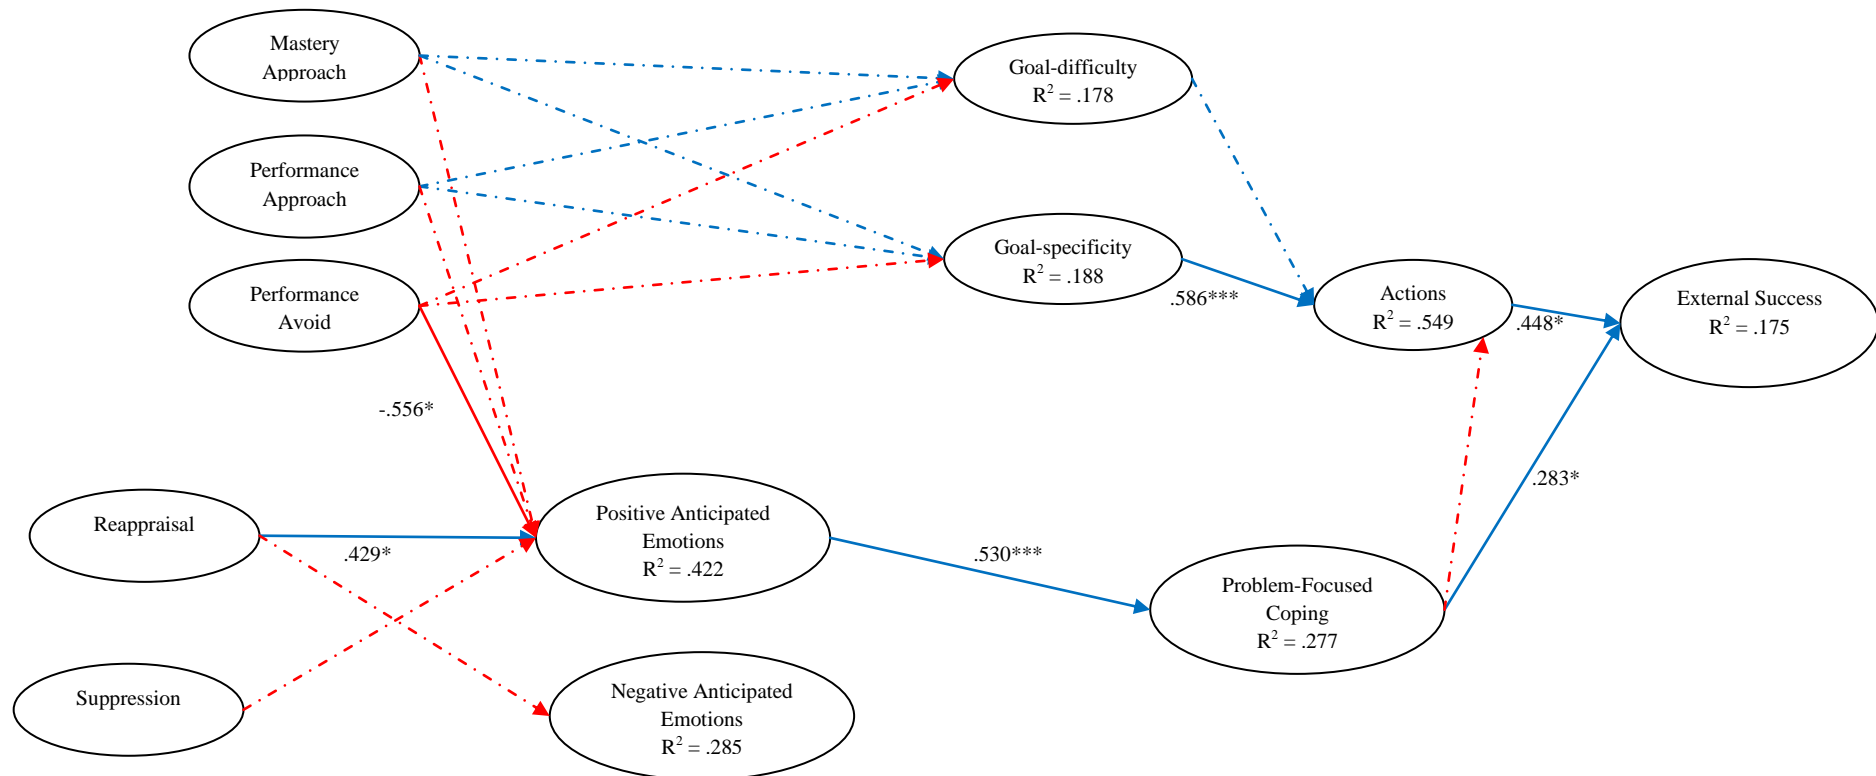 Mastery
Approach
Goal-difficulty
R² = .178
Performance
Approach
Goal-specificity
R² = .188
Performance
Avoid
.586***
Actions
R² = .549
.448*
External Success
R² = .175
-.556*
.283*
Reappraisal
.429*
Positive Anticipated
Emotions
R² = .422
.530***
Problem-Focused
Coping
R² = .277
Suppression
Negative Anticipated
Emotions
R² = .285